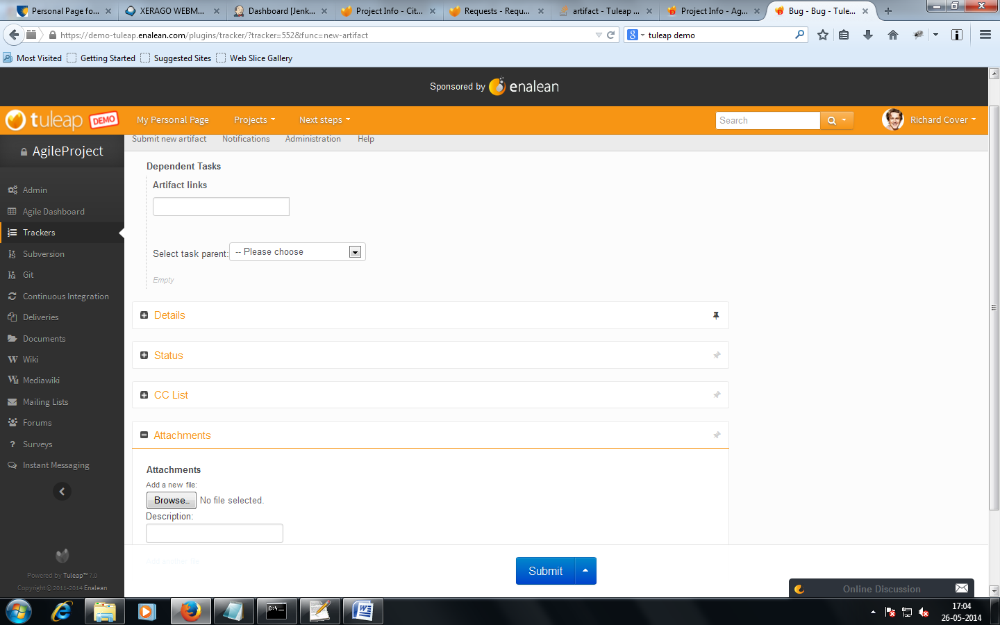 Personal Page fo...
XERAGO WEBM...
Dashboard [Jenk...
Project Info - Cit...
Requests - Requ...
artifact - Tuleap ...
Project Info - Ag...
Bug - Bug - Tule...
https://demo-tuleap.enalean.com/plugins/tracker/?tracker=552&func=new-artifact
tuleap demo
Most Visited
Getting Started
Suggested Sites
Web Slice Gallery
Sponsored by enalean
tuleap DEMO
My Personal Page
Projects
Next steps
Search
Richard Cover
AgileProject
Submit new artifact
Notifications
Administration
Help
Admin
Agile Dashboard
Trackers
Subversion
Git
Continuous Integration
Deliveries
Documents
Wiki
Mediawiki
Mailing Lists
Forums
Surveys
Instant Messaging
Powered by Tuleap™ 7.0
Copyright © 2011-2014 Enalean
Dependent Tasks
Artifact links
Select task parent: -- Please choose
Empty
Details
Status
CC List
Attachments
Attachments
Add a new file:
Browse... No file selected.
Description:
Submit
Online Discussion
17:04
26-05-2014